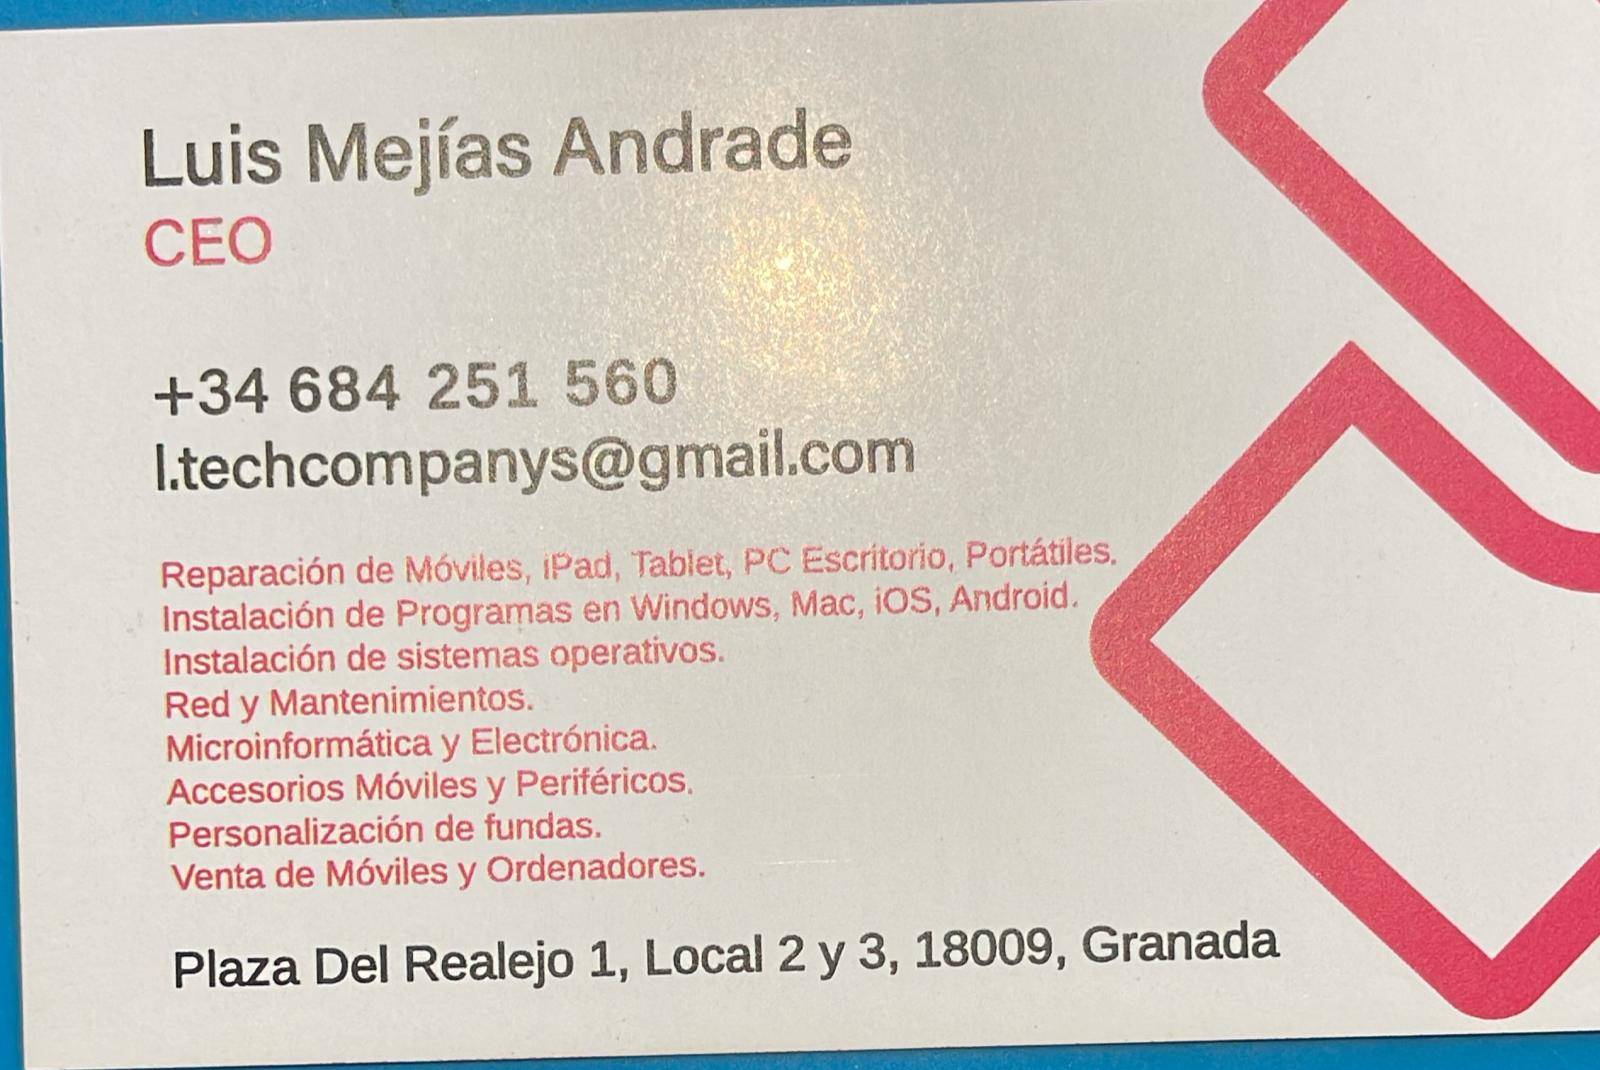 Luis Mejías Andrade
CEO
+34 684 251 560
l.techcompanys@gmail.com
Reparación de Móviles, iPad, Tablet, PC Escritorio, Portátiles.
Instalación de Programas en Windows, Mac, iOS, Android.
Instalación de sistemas operativos.
Red y Mantenimientos.
Microinformática y Electrónica.
Accesorios Móviles y Periféricos.
Personalización de fundas.
Venta de Móviles y Ordenadores.
Plaza Del Realejo 1, Local 2 y 3, 18009, Granada